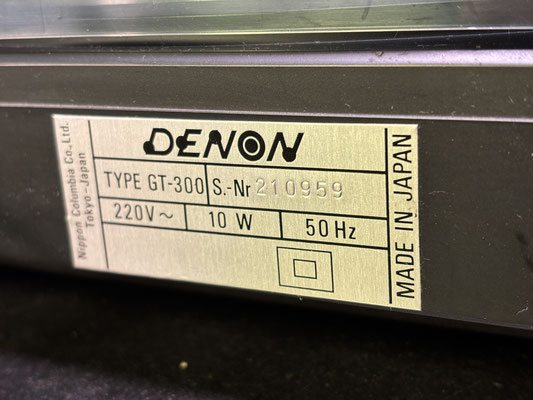 Nippon Columbia Co., Ltd.
Tokyo-Japan
DENON
TYPE GT-300 S.-Nr 210959
220V~ 10 W 50 Hz
MADE IN JAPAN